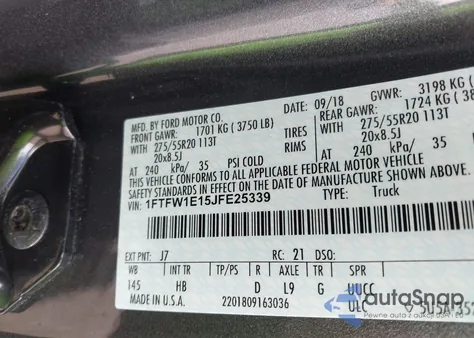 MFD. BY FORD MOTOR CO.
DATE: 09/18 GVWR: 3198 KG (
FRONT GAWR: 1701 KG ( 3750 LB) REAR GAWR: 1724 KG ( 38
WITH 275/55R20 113T TIRES WITH 275/55R20 113T
20x8.5J RIMS 20x8.5J
AT 240 kPa/ 35 PSI COLD AT 240 kPa/ 35
THIS VEHICLE CONFORMS TO ALL APPLICABLE FEDERAL MOTOR VEHICLE
SAFETY STANDARDS IN EFFECT ON THE DATE OF MANUFACTURE SHOWN ABOVE.
VIN: 1FTFW1E15JFE25339 TYPE: Truck
EXT PNT: J7 RC: 21 DSO:
WB INT TR TP/PS R AXLE TR SPR
145 HB D L9 G UUCC
MADE IN U.S.A. 2201809163036 ULC
autoSnap